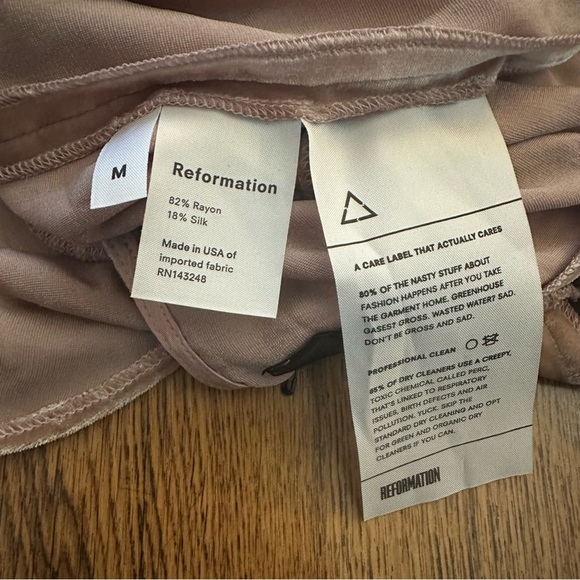 M
Reformation
82% Rayon
18% Silk
Made in USA of
imported fabric
RN143248
A CARE LABEL THAT ACTUALLY CARES
80% OF THE NASTY STUFF ABOUT
FASHION HAPPENS AFTER YOU TAKE
THE GARMENT HOME. GREENHOUSE
GASES? GROSS. WASTED WATER? SAD.
DON'T BE GROSS AND SAD.
PROFESSIONAL CLEAN
85% OF DRY CLEANERS USE A CREEPY,
TOXIC CHEMICAL CALLED PERC,
THAT'S LINKED TO RESPIRATORY
ISSUES, BIRTH DEFECTS AND AIR
POLLUTION. YUCK. SKIP THE
STANDARD DRY CLEANING AND OPT
FOR GREEN AND ORGANIC DRY
CLEANERS IF YOU CAN.
REFORMATION